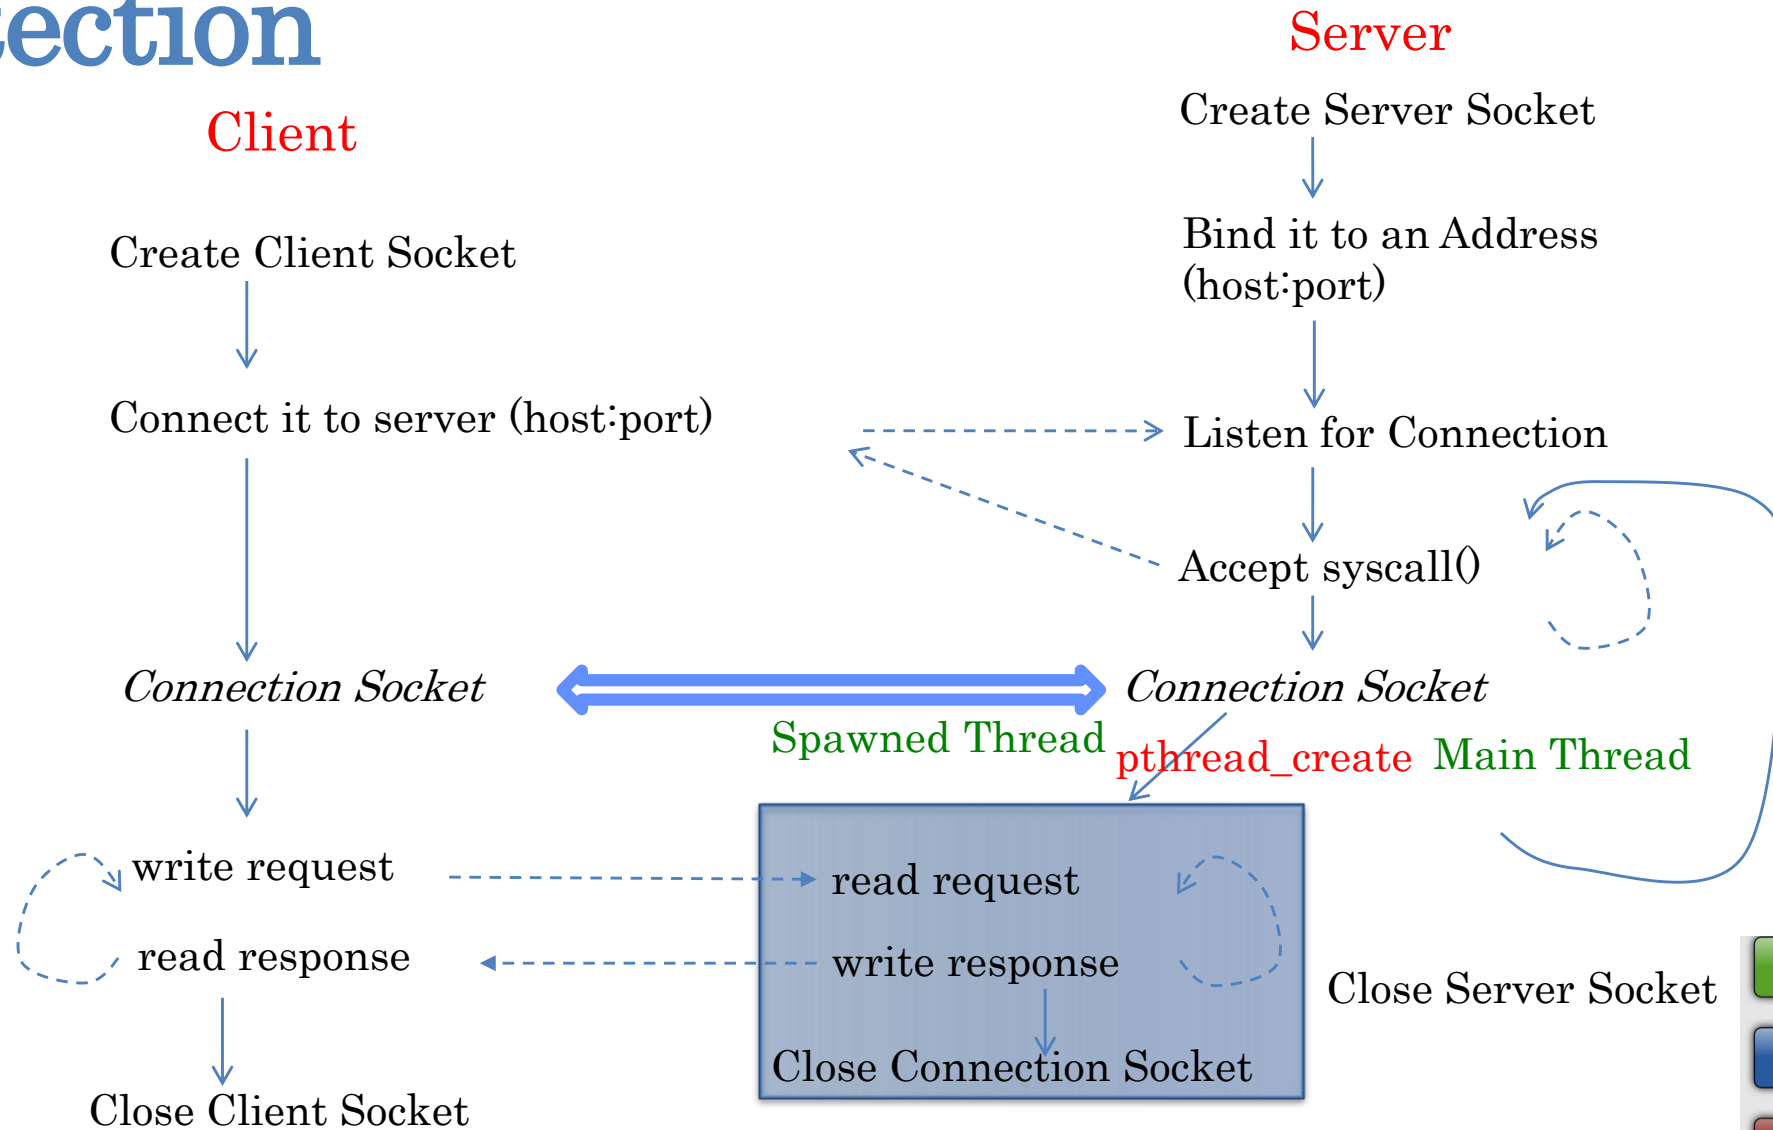 tection
Client
Create Client Socket
Connect it to server (host:port)
Connection Socket
write request
read response
Close Client Socket
Server
Create Server Socket
Bind it to an Address
(host:port)
Listen for Connection
Accept syscall()
Connection Socket
Spawned Thread
pthread_create
Main Thread
read request
write response
Close Connection Socket
Close Server Socket